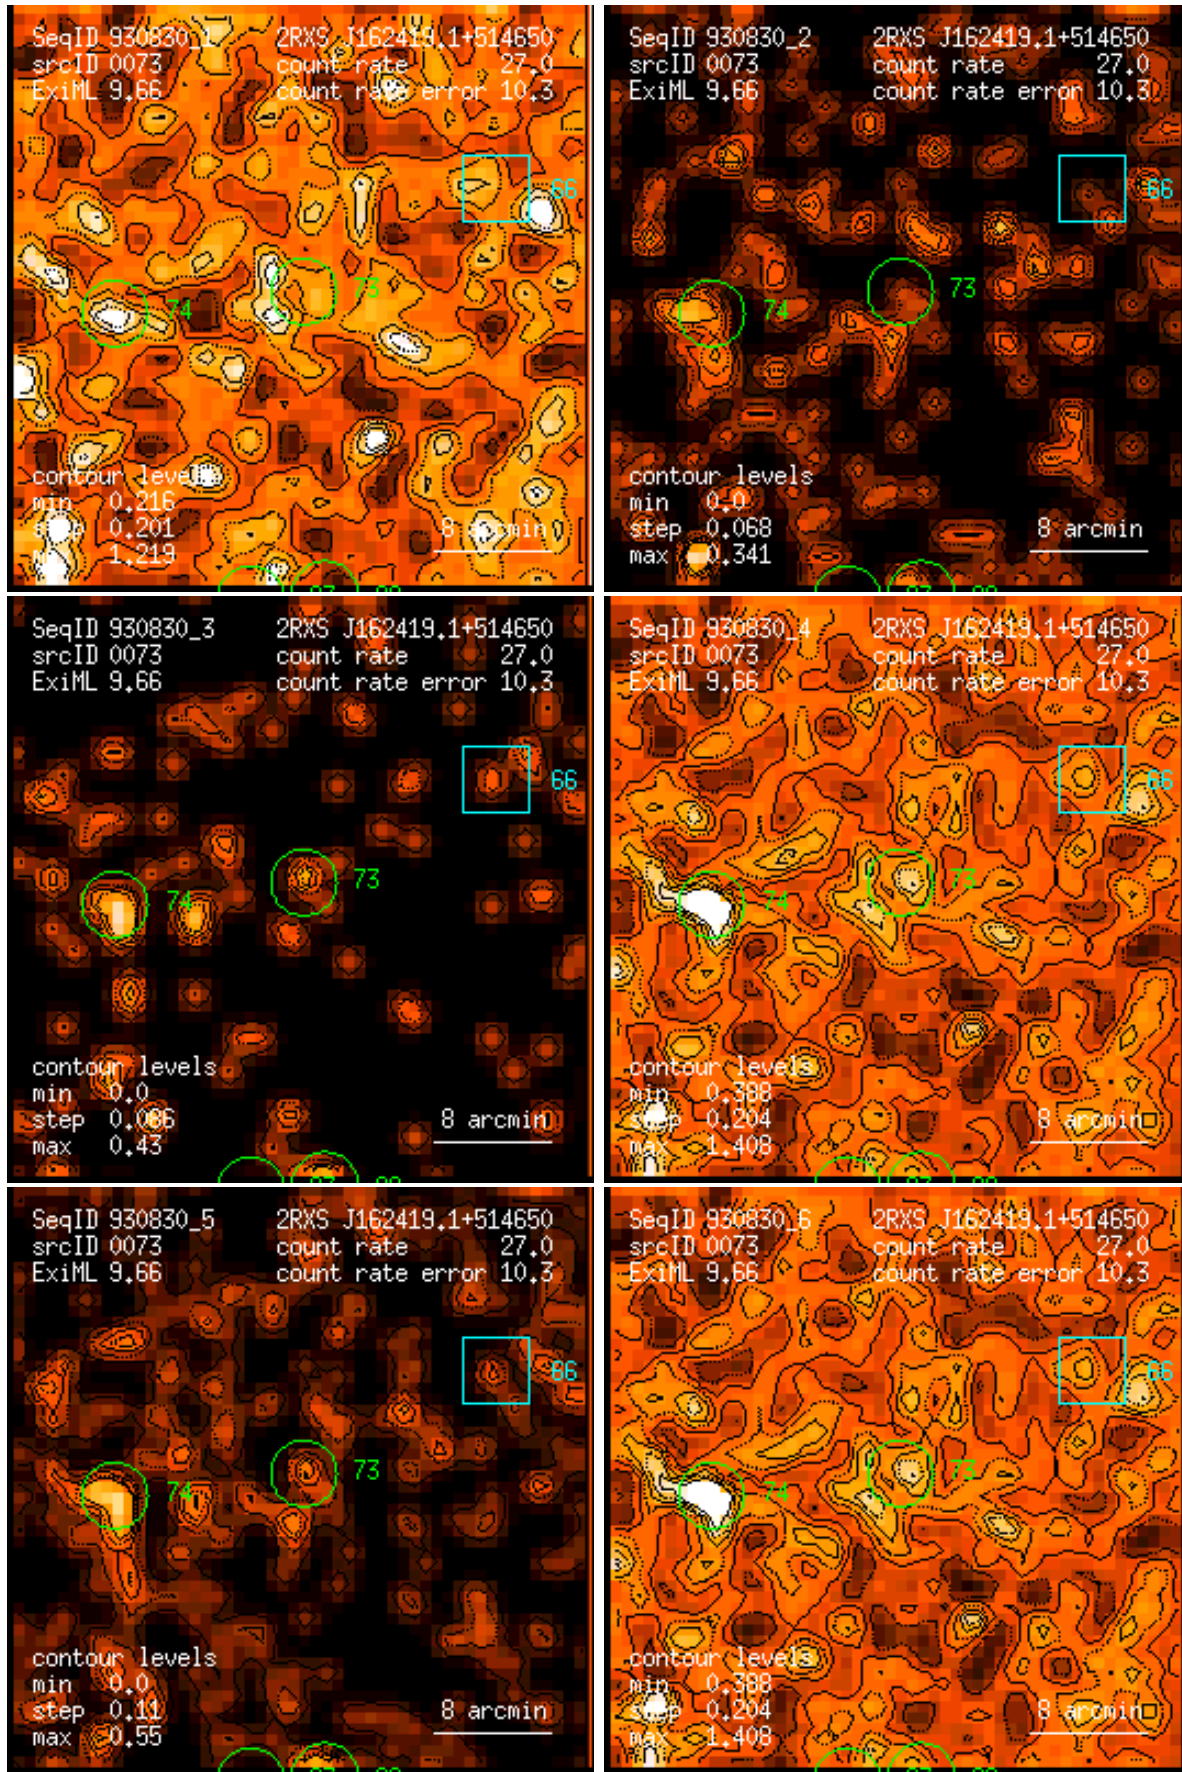 SeqID 930830_1 2RXS J162419.1+514650
srcID 0073 count rate 27.0
ExiML 9.66 count rate error 10.3
66
73
74
contour levels
min 0.216
step 0.201
1.219
8 arcmin
SeqID 930830_2 2RXS J162419.1+514650
srcID 0073 count rate 27.0
ExiML 9.66 count rate error 10.3
66
73
74
contour levels
min 0.0
step 0.068
max 0.341
8 arcmin
SeqID 930830_3 2RXS J162419.1+514650
srcID 0073 count rate 27.0
ExiML 9.66 count rate error 10.3
66
73
74
contour levels
min 0.0
step 0.086
max 0.43
8 arcmin
SeqID 930830_4 2RXS J162419.1+514650
srcID 0073 count rate 27.0
ExiML 9.66 count rate error 10.3
66
73
74
contour levels
min 0.388
step 0.204
max 1.408
8 arcmin
SeqID 930830_5 2RXS J162419.1+514650
srcID 0073 count rate 27.0
ExiML 9.66 count rate error 10.3
66
73
74
contour levels
min 0.0
step 0.11
max 0.55
8 arcmin
SeqID 930830_6 2RXS J162419.1+514650
srcID 0073 count rate 27.0
ExiML 9.66 count rate error 10.3
66
73
74
contour levels
min 0.388
step 0.204
max 1.408
8 arcmin